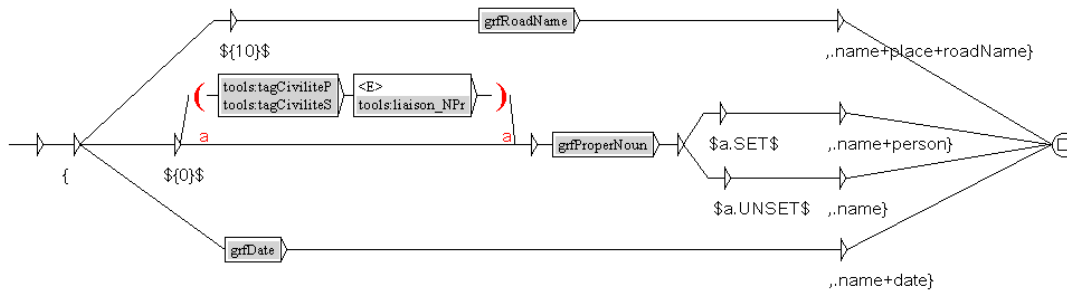 grfRoadName
${10}$
,.name+place+roadName}
(
tools:tagCiviliteP
tools:tagCiviliteS
<E>
tools:liaison_NPr
)
a
a
{
${0}$
grfProperNoun
$a.SET$
,.name+person}
$a.UNSET$
,.name}
grfDate
,.name+date}